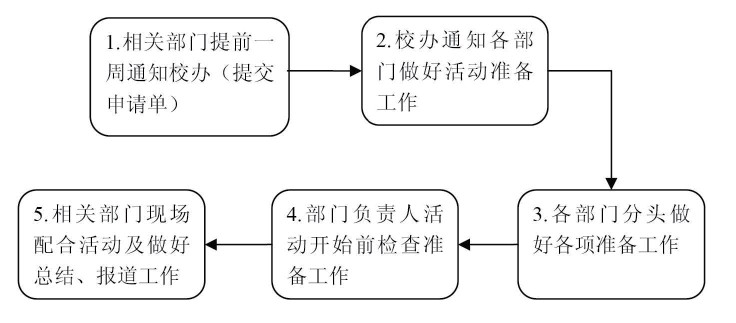 1.相关部门提前一
周通知校办（提交
申请单）
2.校办通知各部
门做好活动准备
工作
3.各部门分头做
好各项准备工作
4.部门负责人活
动开始前检查准
备工作
5.相关部门现场
配合活动及做好
总结、报道工作